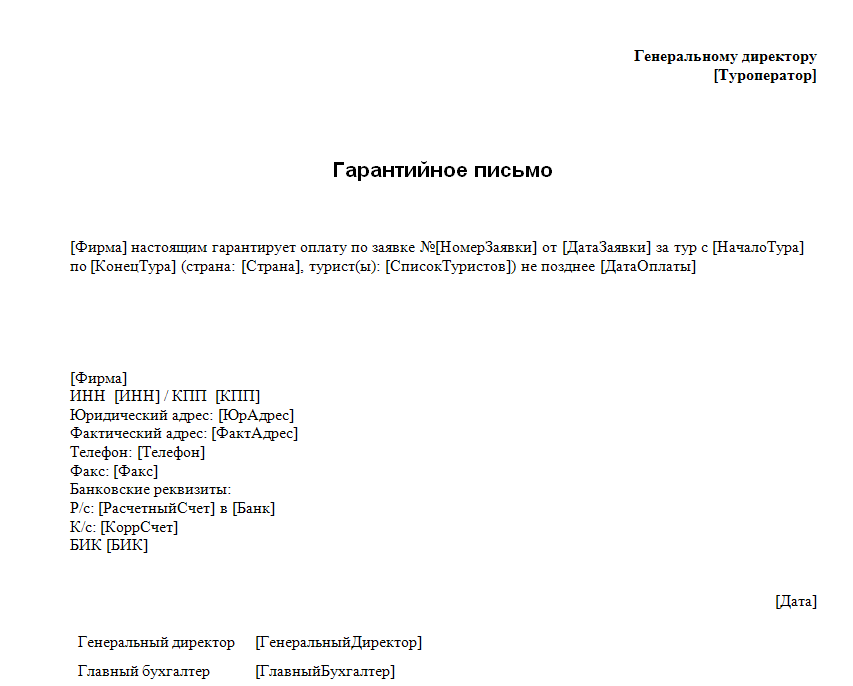 Генеральному директору
[Туроператор]
Гарантийное письмо
[Фирма] настоящим гарантирует оплату по заявке №[НомерЗаявки] от [ДатаЗаявки] за тур с [НачалоТура]
по [КонецТура] (страна: [Страна], турист(ы): [СписокТуристов]) не позднее [ДатаОплаты]
[Фирма]
ИНН [ИНН] / КПП [КПП]
Юридический адрес: [ЮрАдрес]
Фактический адрес: [ФактАдрес]
Телефон: [Телефон]
Факс: [Факс]
Банковские реквизиты:
Р/с: [РасчетныйСчет] в [Банк]
К/с: [КоррСчет]
БИК [БИК]
[Дата]
Генеральный директор [ГенеральныйДиректор]
Главный бухгалтер [ГлавныйБухгалтер]